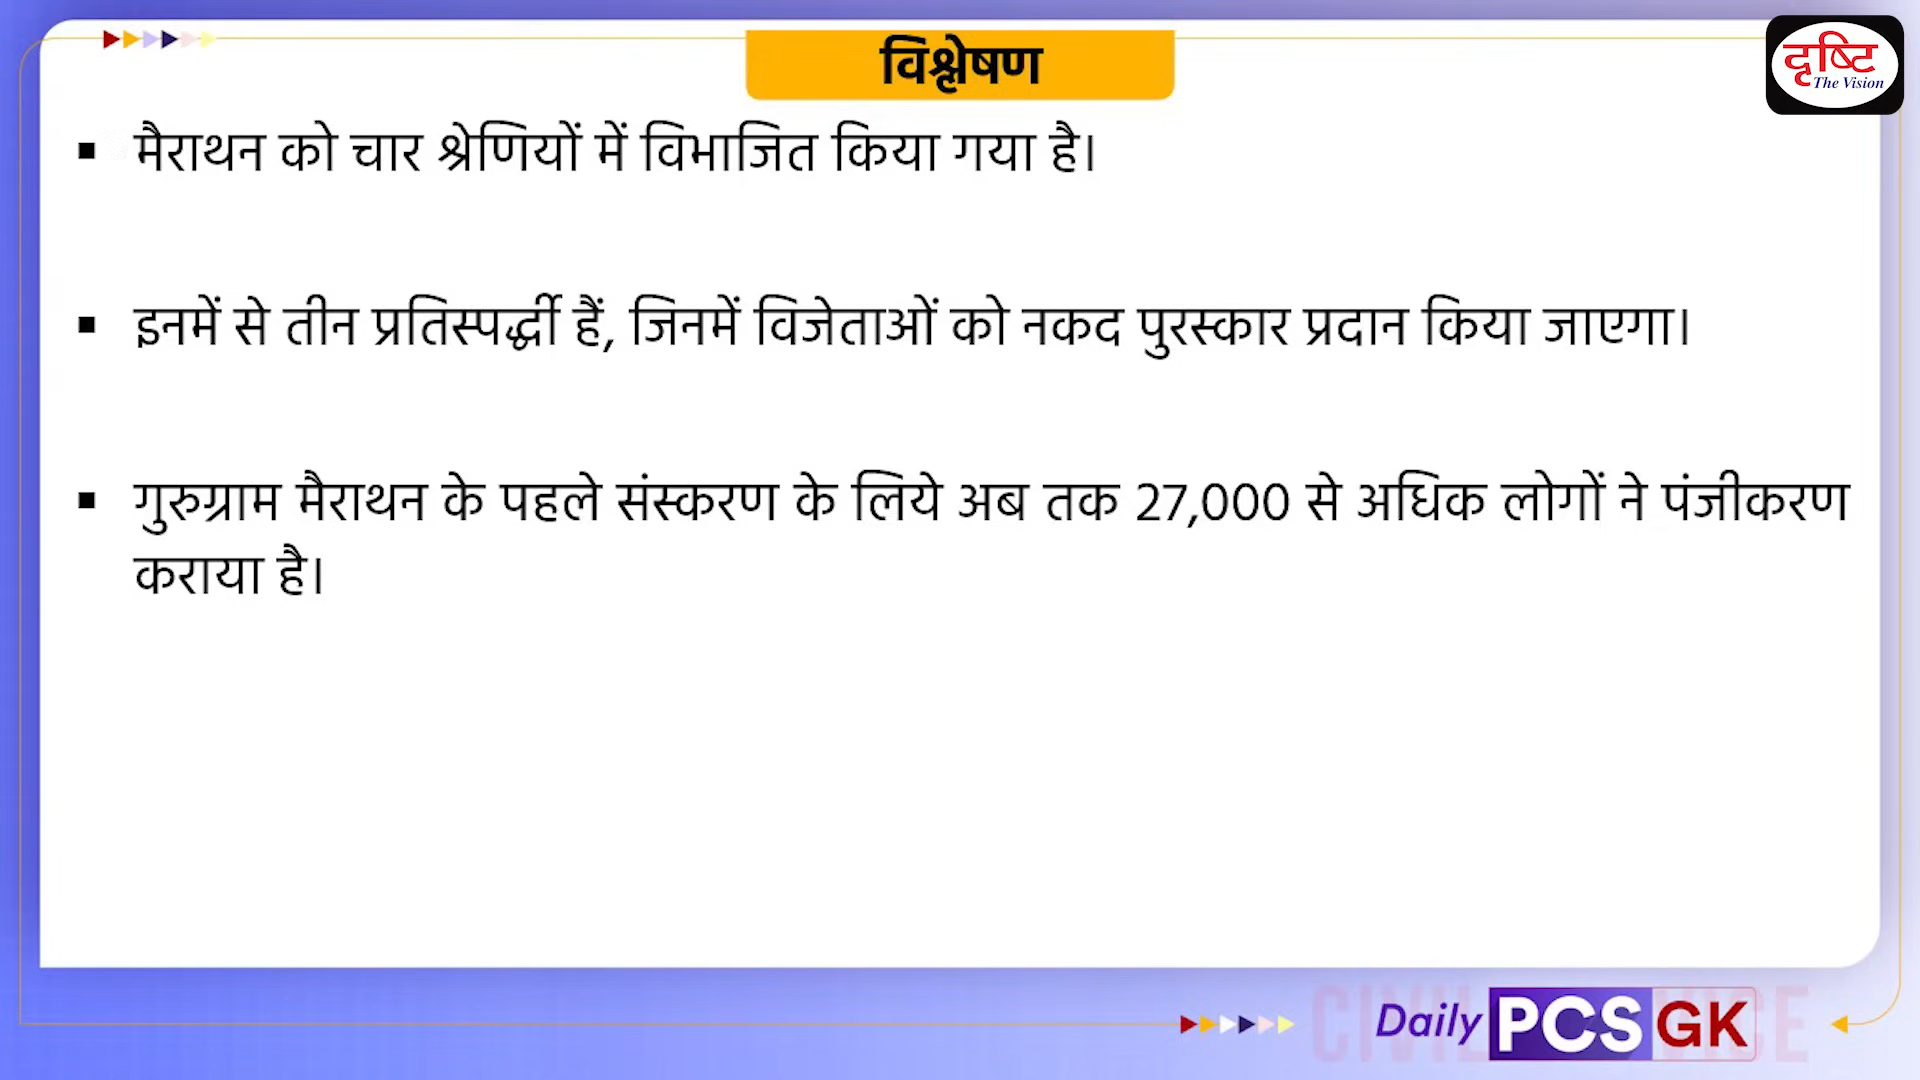 विश्लेषण
दृष्टि
The Vision
▪ मैराथन को चार श्रेणियों में विभाजित किया गया है।
▪ इनमें से तीन प्रतिस्पर्द्धी हैं, जिनमें विजेताओं को नकद पुरस्कार प्रदान किया जाएगा।
▪ गुरुग्राम मैराथन के पहले संस्करण के लिये अब तक 27,000 से अधिक लोगों ने पंजीकरण
कराया है।
Daily PCS GK